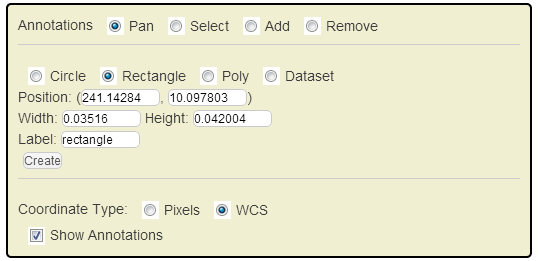 Annotations Pan Select Add Remove
Circle Rectangle Poly Dataset
Position: (241.14284, 10.097803)
Width: 0.03516 Height: 0.042004
Label: rectangle
Create
Coordinate Type: Pixels WCS
Show Annotations